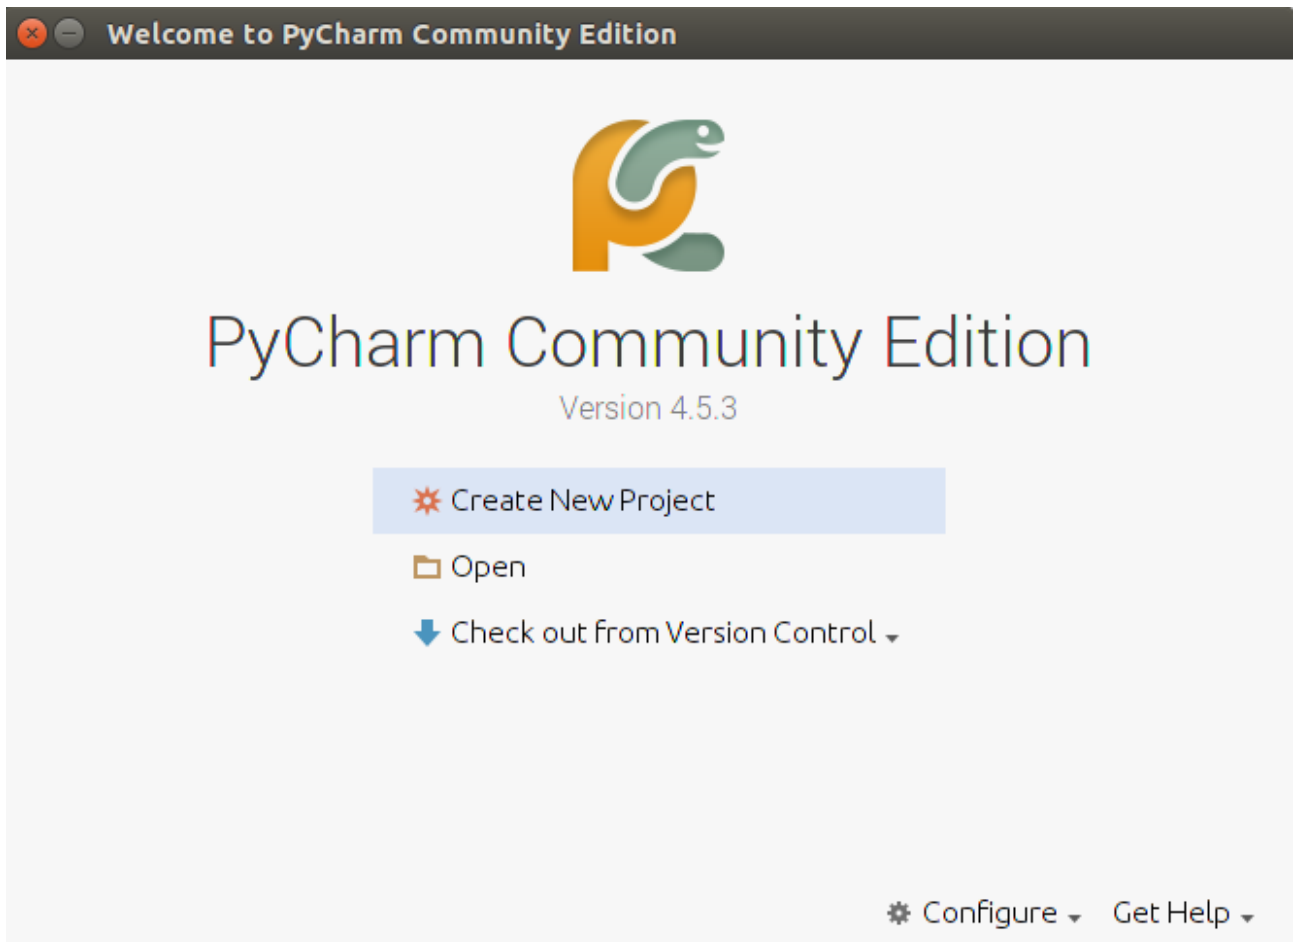 Welcome to PyCharm Community Edition
PyCharm Community Edition
Version 4.5.3
Create New Project
Open
Check out from Version Control
Configure Get Help